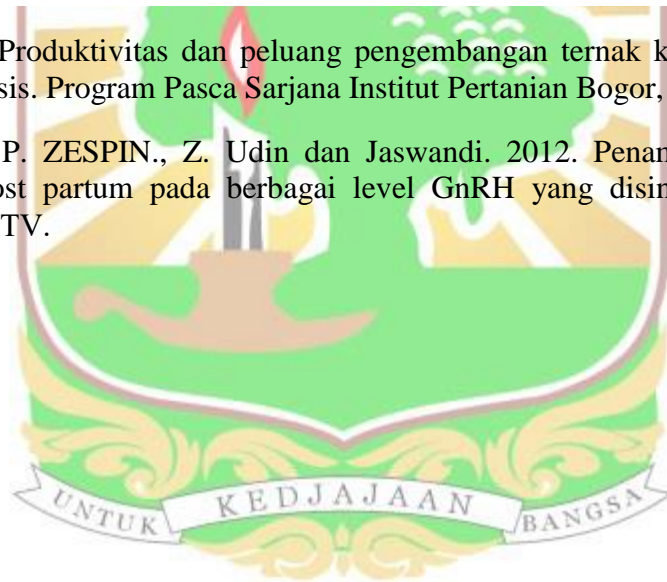 Produktivitas dan peluang pengembangan ternak k
sis. Program Pasca Sarjana Institut Pertanian Bogor,
P. ZESPIN., Z. Udin dan Jaswandi. 2012. Penam
ost partum pada berbagai level GnRH yang disin
TV.
UNTUK KEDJAJAAN BANGSA